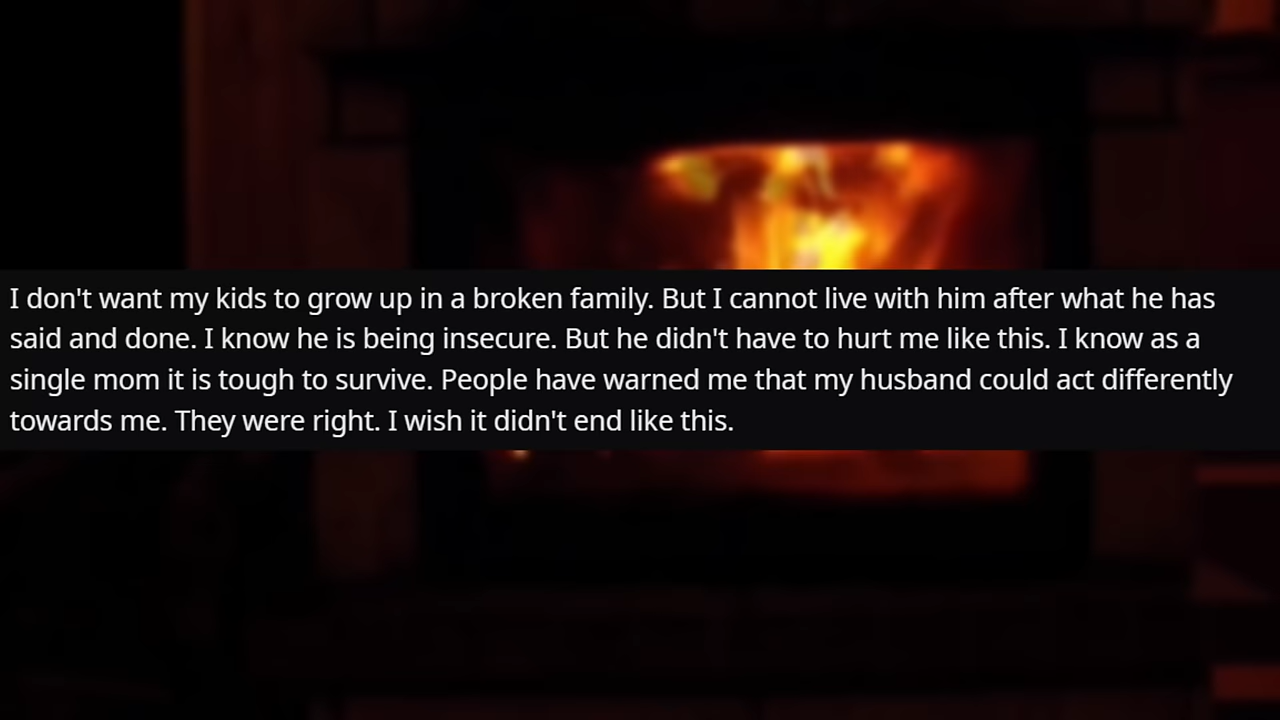 I don't want my kids to grow up in a broken family. But I cannot live with him after what he has
said and done. I know he is being insecure. But he didn't have to hurt me like this. I know as a
single mom it is tough to survive. People have warned me that my husband could act differently
towards me. They were right. I wish it didn't end like this.